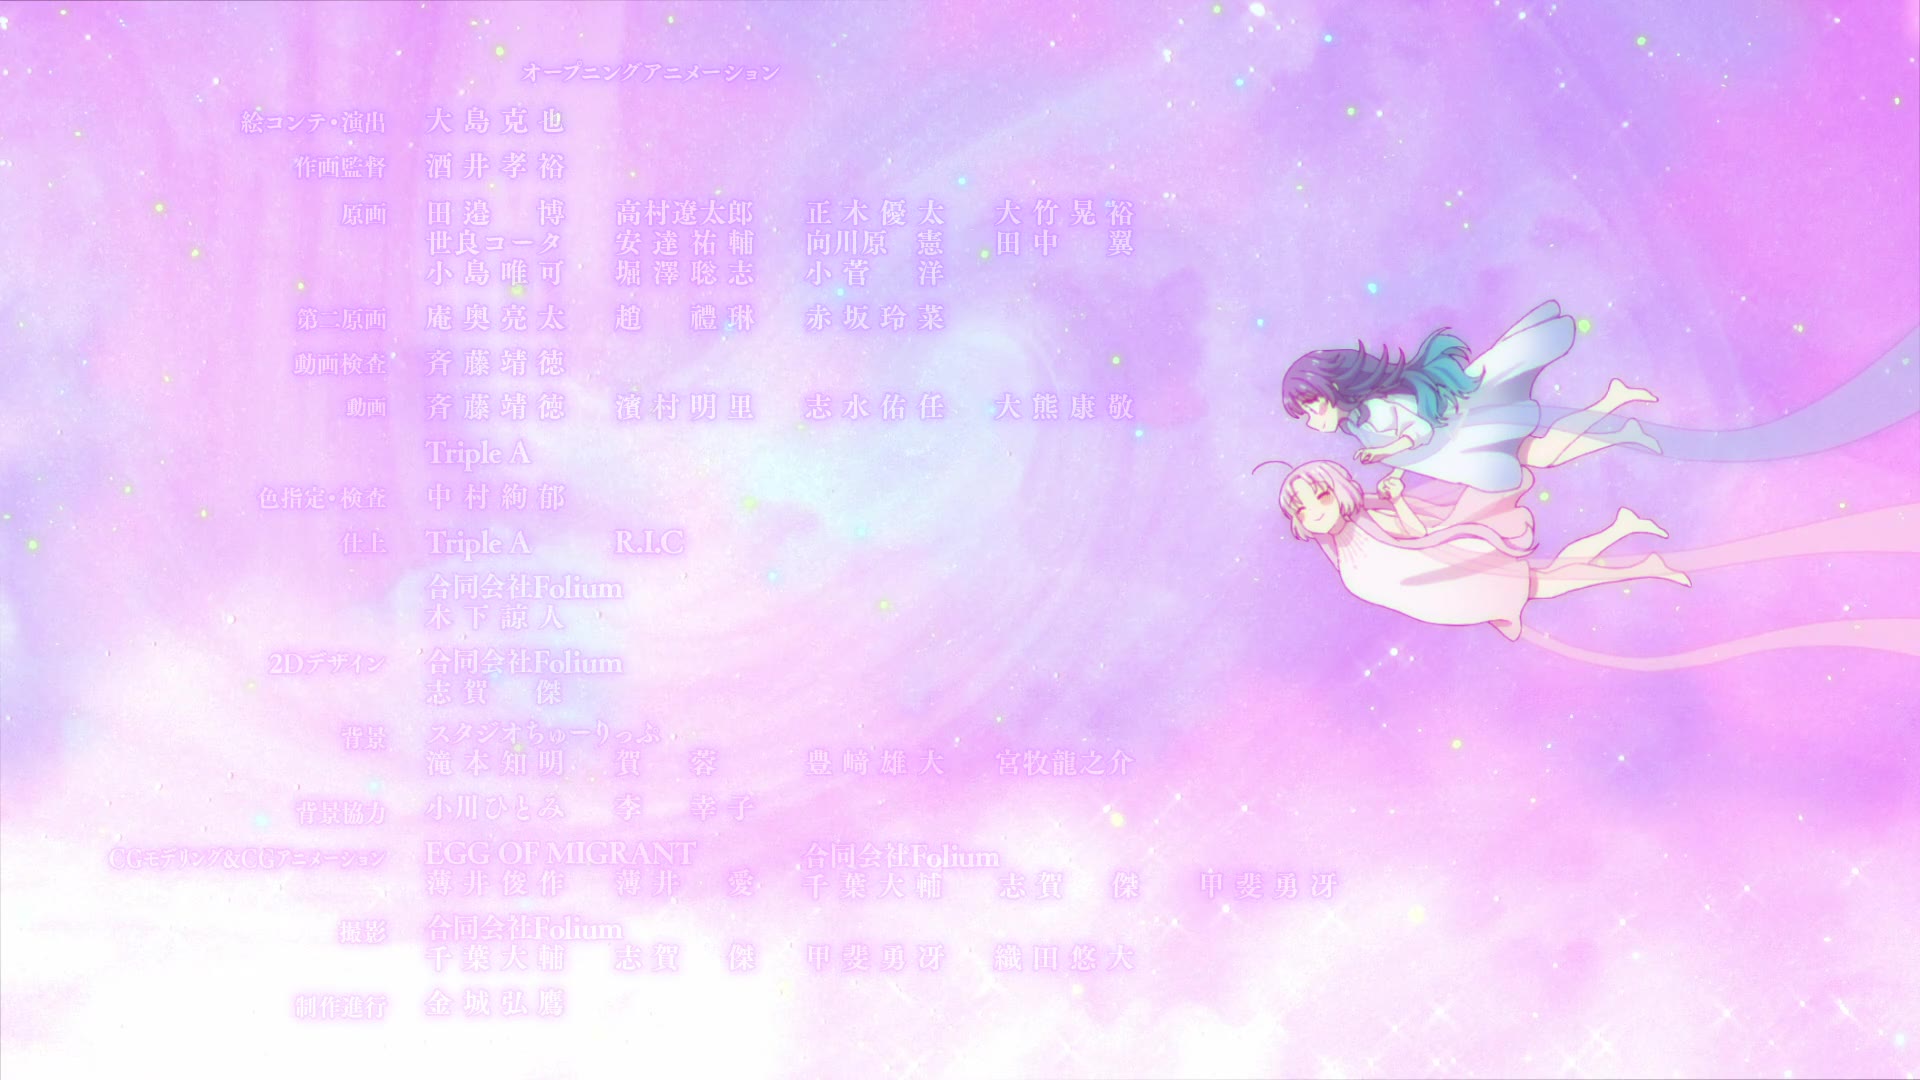 オープニングアニメーション
絵コンテ・演出 大島克也
作画監督 酒井孝裕
原画 田邉博 高村遼太郎 正木優太 大竹晃裕
世良コータ 安達祐輔 向川原憲 田中翼
小島唯可 堀澤聡志 小菅洋
第二原画 庵奥亮太 趙禮琳 赤坂玲菜
動画検査 斉藤靖徳
動画 斉藤靖徳 濱村明里 志水佑任 大熊康敬
Triple A
色指定・検査 中村絢郁
仕上 Triple A R.I.C
合同会社Folium
木下諒人
2Dデザイン 合同会社Folium
志賀傑
背景 スタジオちゅーりっぷ
滝本知明 賀蓉 豊﨑雄大 宮牧龍之介
背景協力 小川ひとみ 李幸子
CGモデリング&CGアニメーション EGG OF MIGRANT 合同会社Folium
薄井俊作 薄井愛 千葉大輔 志賀傑 甲斐勇冴
撮影 合同会社Folium
千葉大輔 志賀傑 甲斐勇冴 織田悠大
制作進行 金城弘鷹